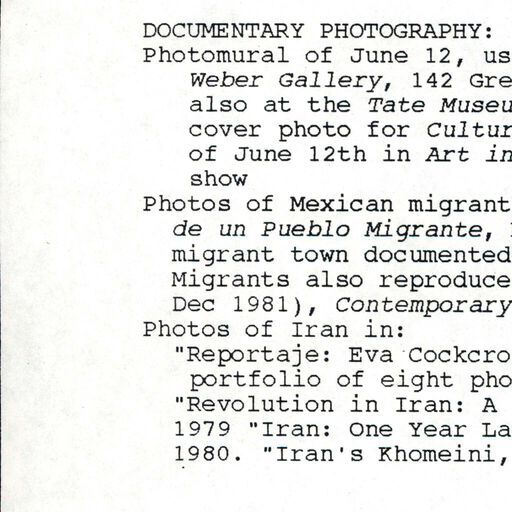 DOCUMENTARY PHOTOGRAPHY:
Photomural of June 12, us
Weber Gallery, 142 Gre
also at the Tate Museu
cover photo for Cultur
of June 12th in Art in
show
Photos of Mexican migrant
de un Pueblo Migrante,
migrant town documented
Migrants also reproduce
Dec 1981), Contemporary
Photos of Iran in:
"Reportaje: Eva Cockcro
portfolio of eight pho
"Revolution in Iran: A
1979 "Iran: One Year La
1980. "Iran's Khomeini,